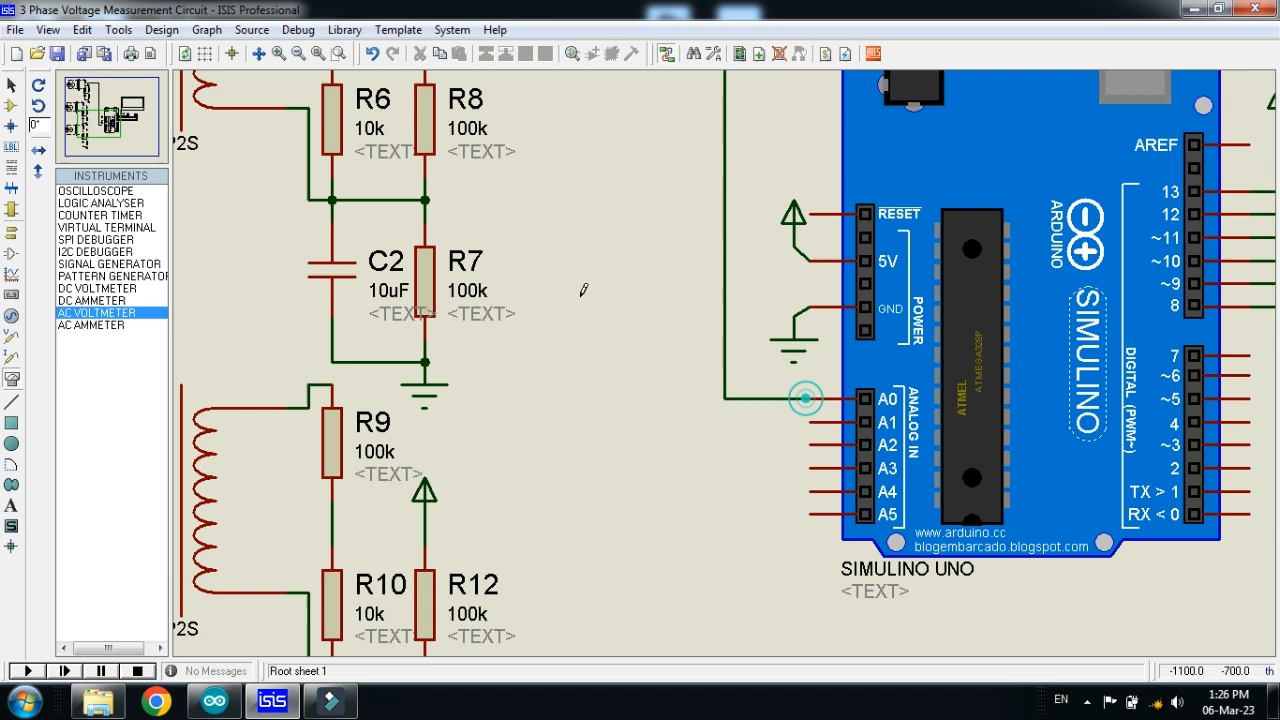 3 Phase Voltage Measurement Circuit - ISIS Professional
File View Edit Tools Design Graph Source Debug Library Template System Help
0°
INSTRUMENTS
OSCILLOSCOPE
LOGIC ANALYSER
COUNTER TIMER
VIRTUAL TERMINAL
SPI DEBUGGER
I2C DEBUGGER
SIGNAL GENERATOR
PATTERN GENERATOR
DC VOLTMETER
DC AMMETER
AC VOLTMETER
AC AMMETER
P2S
R6
10k
<TEXT>
R8
100k
<TEXT>
C2
10uF
<TEXT>
R7
100k
<TEXT>
R9
100k
<TEXT>
R10
10k
<TEXT>
R12
100k
<TEXT>
P2S
RESET
5V
GND
POWER
A0
A1
A2
A3
A4
A5
ANALOG IN
ATMEL
ATMEGA328P
ARDUINO
SIMULINO
DIGITAL (PWM~)
AREF
13
12
~11
~10
~9
8
7
~6
~5
4
~3
2
TX > 1
RX < 0
www.arduino.cc
blogembarcado.blogspot.com
SIMULINO UNO
<TEXT>
No Messages
Root sheet 1
-1100.0 -700.0 th
isis
EN
1:26 PM
06-Mar-23